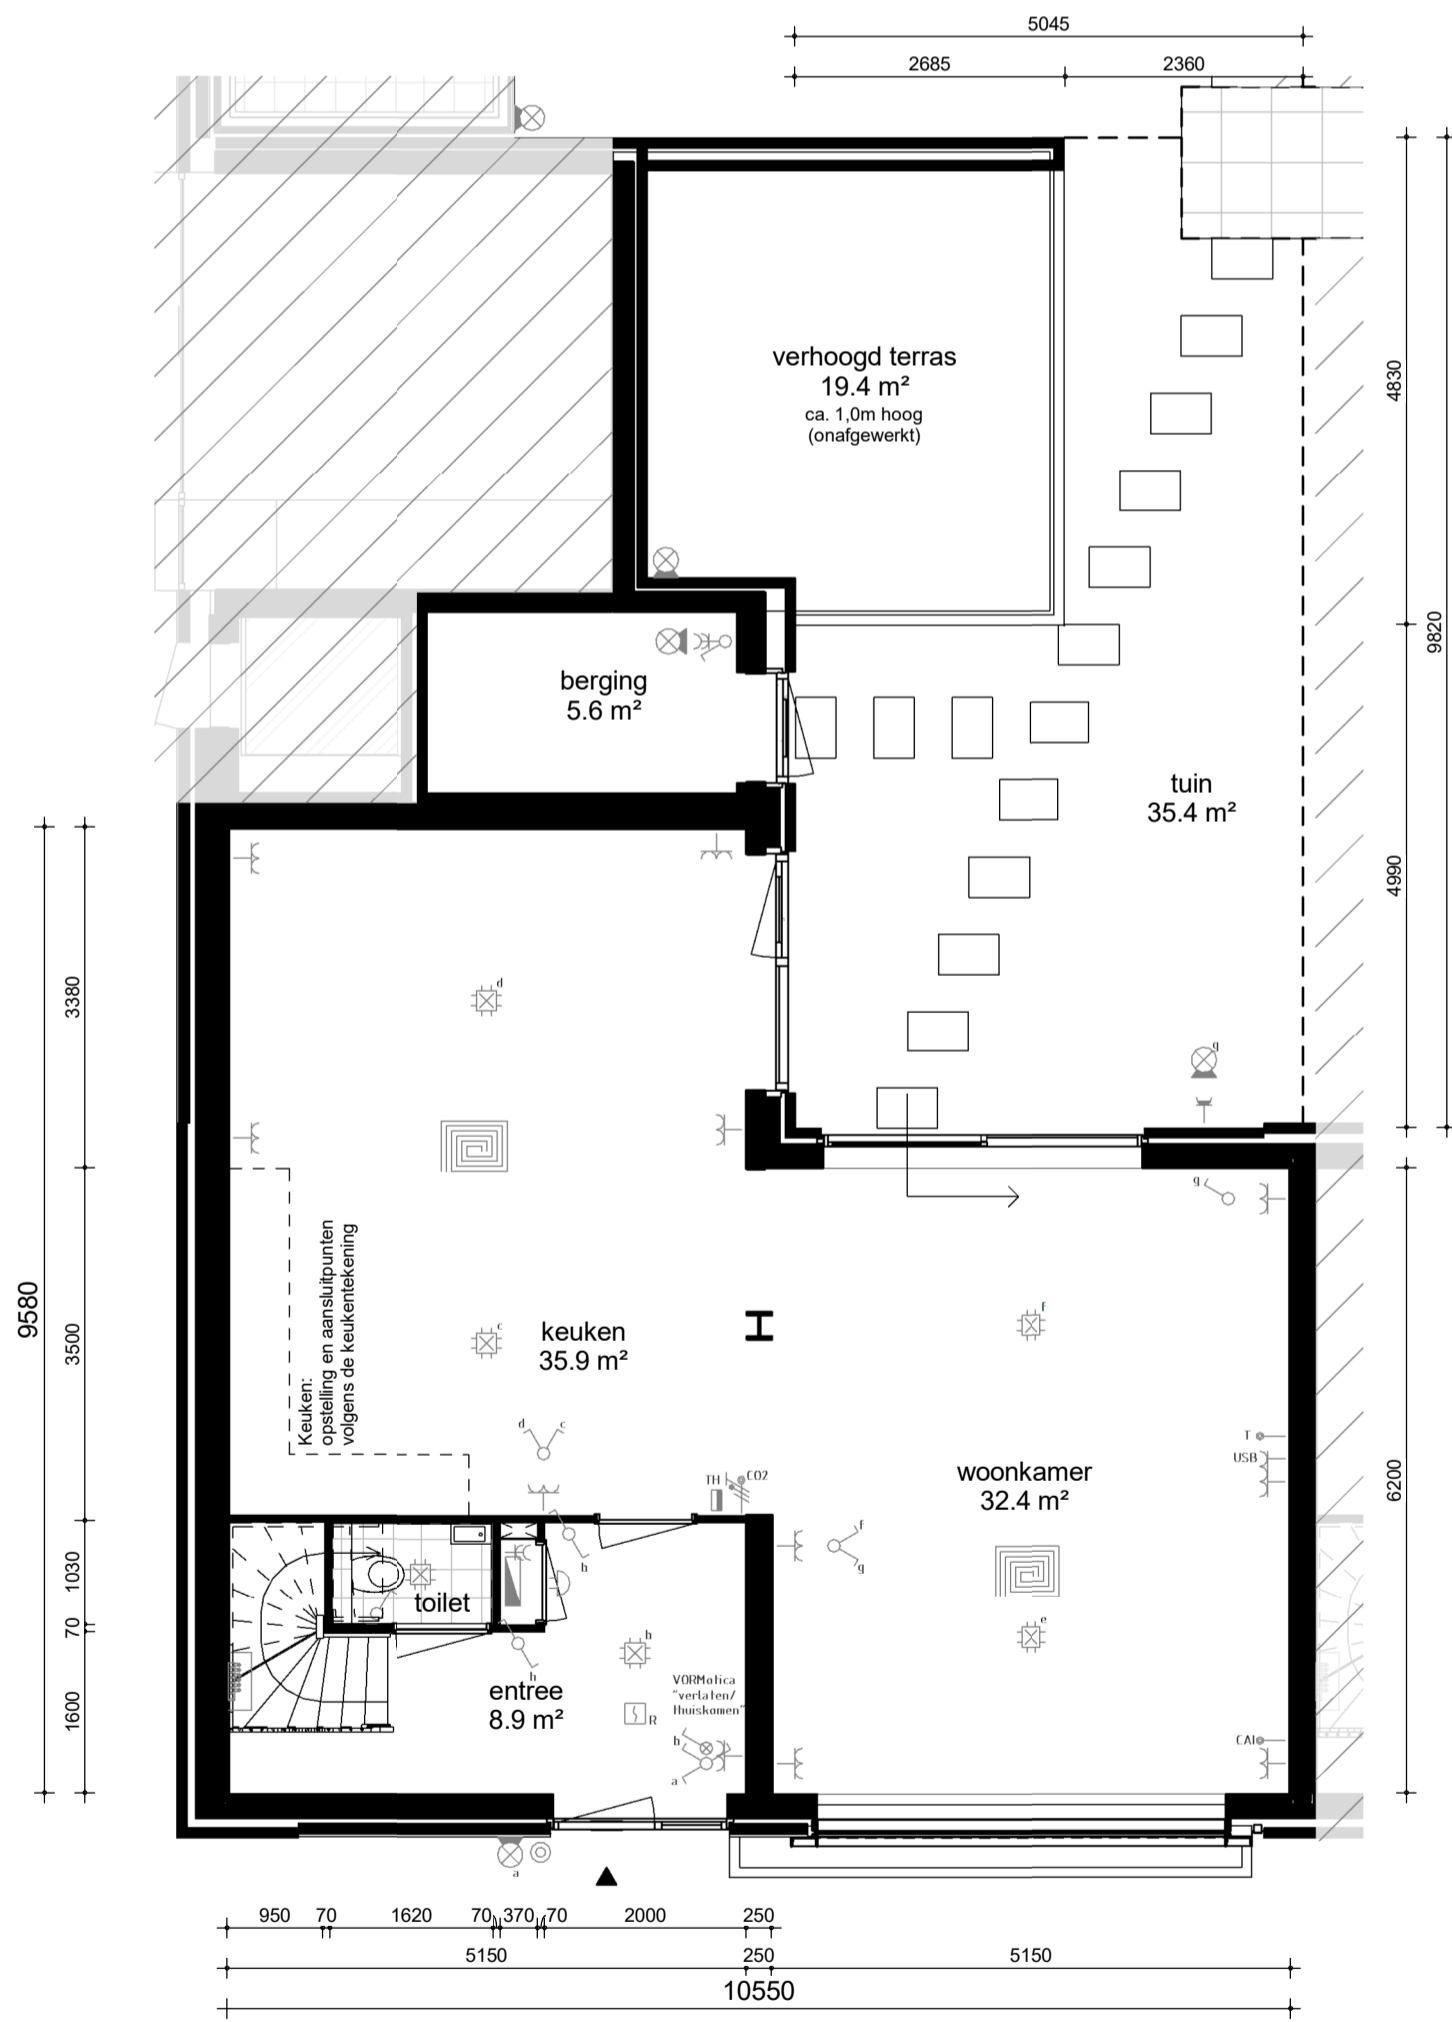 5045
2685
2360
verhoogd terras
19.4 m²
ca. 1,0m hoog
(onafgewerkt)
4830
9820
berging
5.6 m²
tuin
35.4 m²
4990
3380
d
g
g
9580
3500
Keuken:
opstelling en aansluitpunten
volgens de keukentekening
c
keuken
35.9 m²
f
d
c
TH
CO2
T
USB
woonkamer
32.4 m²
6200
1030
70
1600
toilet
h
f
g
e
h
h
entree
8.9 m²
VORMotica
"verlaten/
thuiskomen"
R
h
a
CAI
a
950
70
1620
70
370
70
2000
250
5150
250
5150
10550